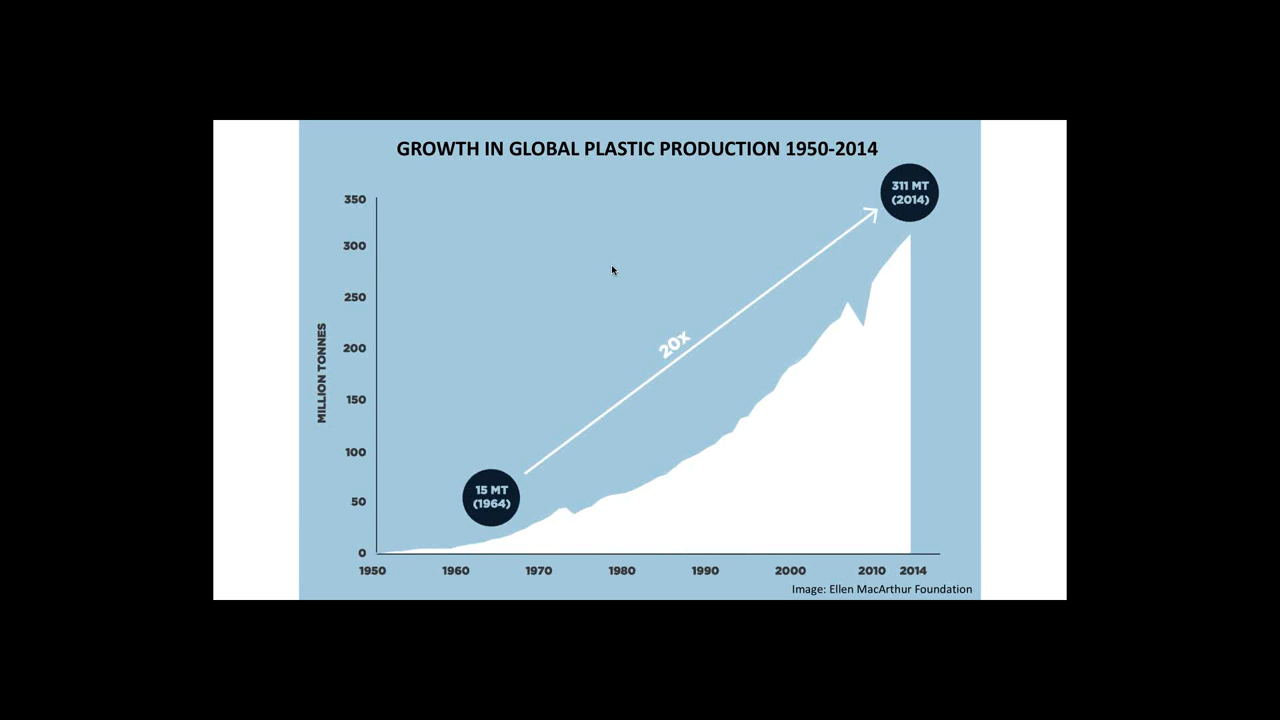 GROWTH IN GLOBAL PLASTIC PRODUCTION 1950-2014
311 MT
(2014)
350
300
250
200
150
100
50
0
MILLION TONNES
20x
15 MT
(1964)
1950 1960 1970 1980 1990 2000 2010 2014
Image: Ellen MacArthur Foundation